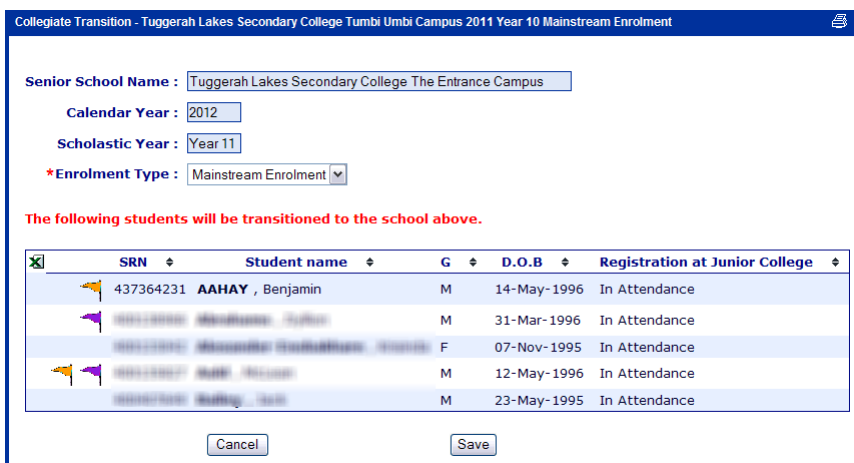 Collegiate Transition - Tuggerah Lakes Secondary College Tumbi Umbi Campus 2011 Year 10 Mainstream Enrolment
Senior School Name : Tuggerah Lakes Secondary College The Entrance Campus
Calendar Year : 2012
Scholastic Year : Year 11
*Enrolment Type : Mainstream Enrolment
The following students will be transitioned to the school above.
SRN Student name G D.O.B Registration at Junior College
437364231 AAHAY , Benjamin M 14-May-1996 In Attendance
M 31-Mar-1996 In Attendance
F 07-Nov-1995 In Attendance
M 12-May-1996 In Attendance
M 23-May-1995 In Attendance
Cancel Save